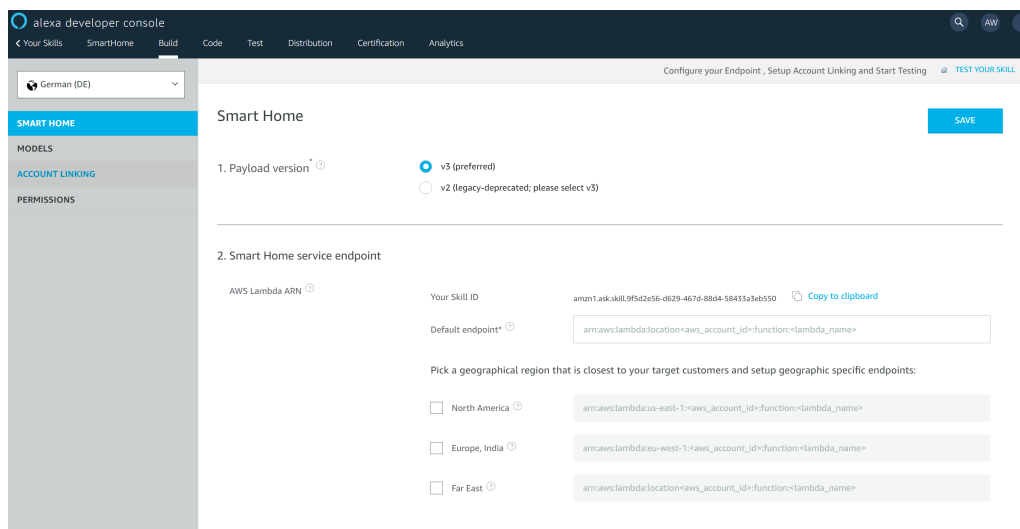 alexa developer console
AW
Your Skills SmartHome Build Code Test Distribution Certification Analytics
German (DE)
Configure your Endpoint , Setup Account Linking and Start Testing TEST YOUR SKILL
SMART HOME
MODELS
ACCOUNT LINKING
PERMISSIONS
Smart Home
SAVE
1. Payload version* ?
v3 (preferred)
v2 (legacy-deprecated; please select v3)
2. Smart Home service endpoint
AWS Lambda ARN ?
Your Skill ID amzn1.ask.skill.9f5d2e56-d629-467d-88d4-58433a3eb550 Copy to clipboard
Default endpoint* ? arn:aws:lambda:location<aws_account_id>:function:<lambda_name>
Pick a geographical region that is closest to your target customers and setup geographic specific endpoints:
North America ? arn:aws:lambda:us-east-1:<aws_account_id>:function:<lambda_name>
Europe, India ? arn:aws:lambda:eu-west-1:<aws_account_id>:function:<lambda_name>
Far East ? arn:aws:lambda:location<aws_account_id>:function:<lambda_name>